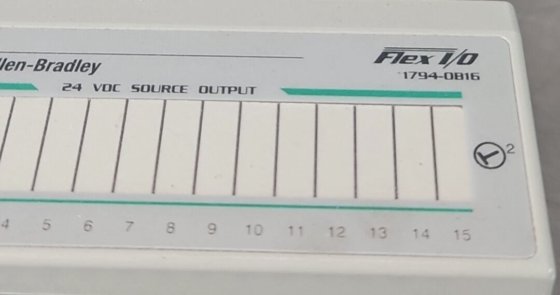 llen-Bradley
Flex I/O
1794-OB16
24 VDC SOURCE OUTPUT
2
4 5 6 7 8 9 10 11 12 13 14 15